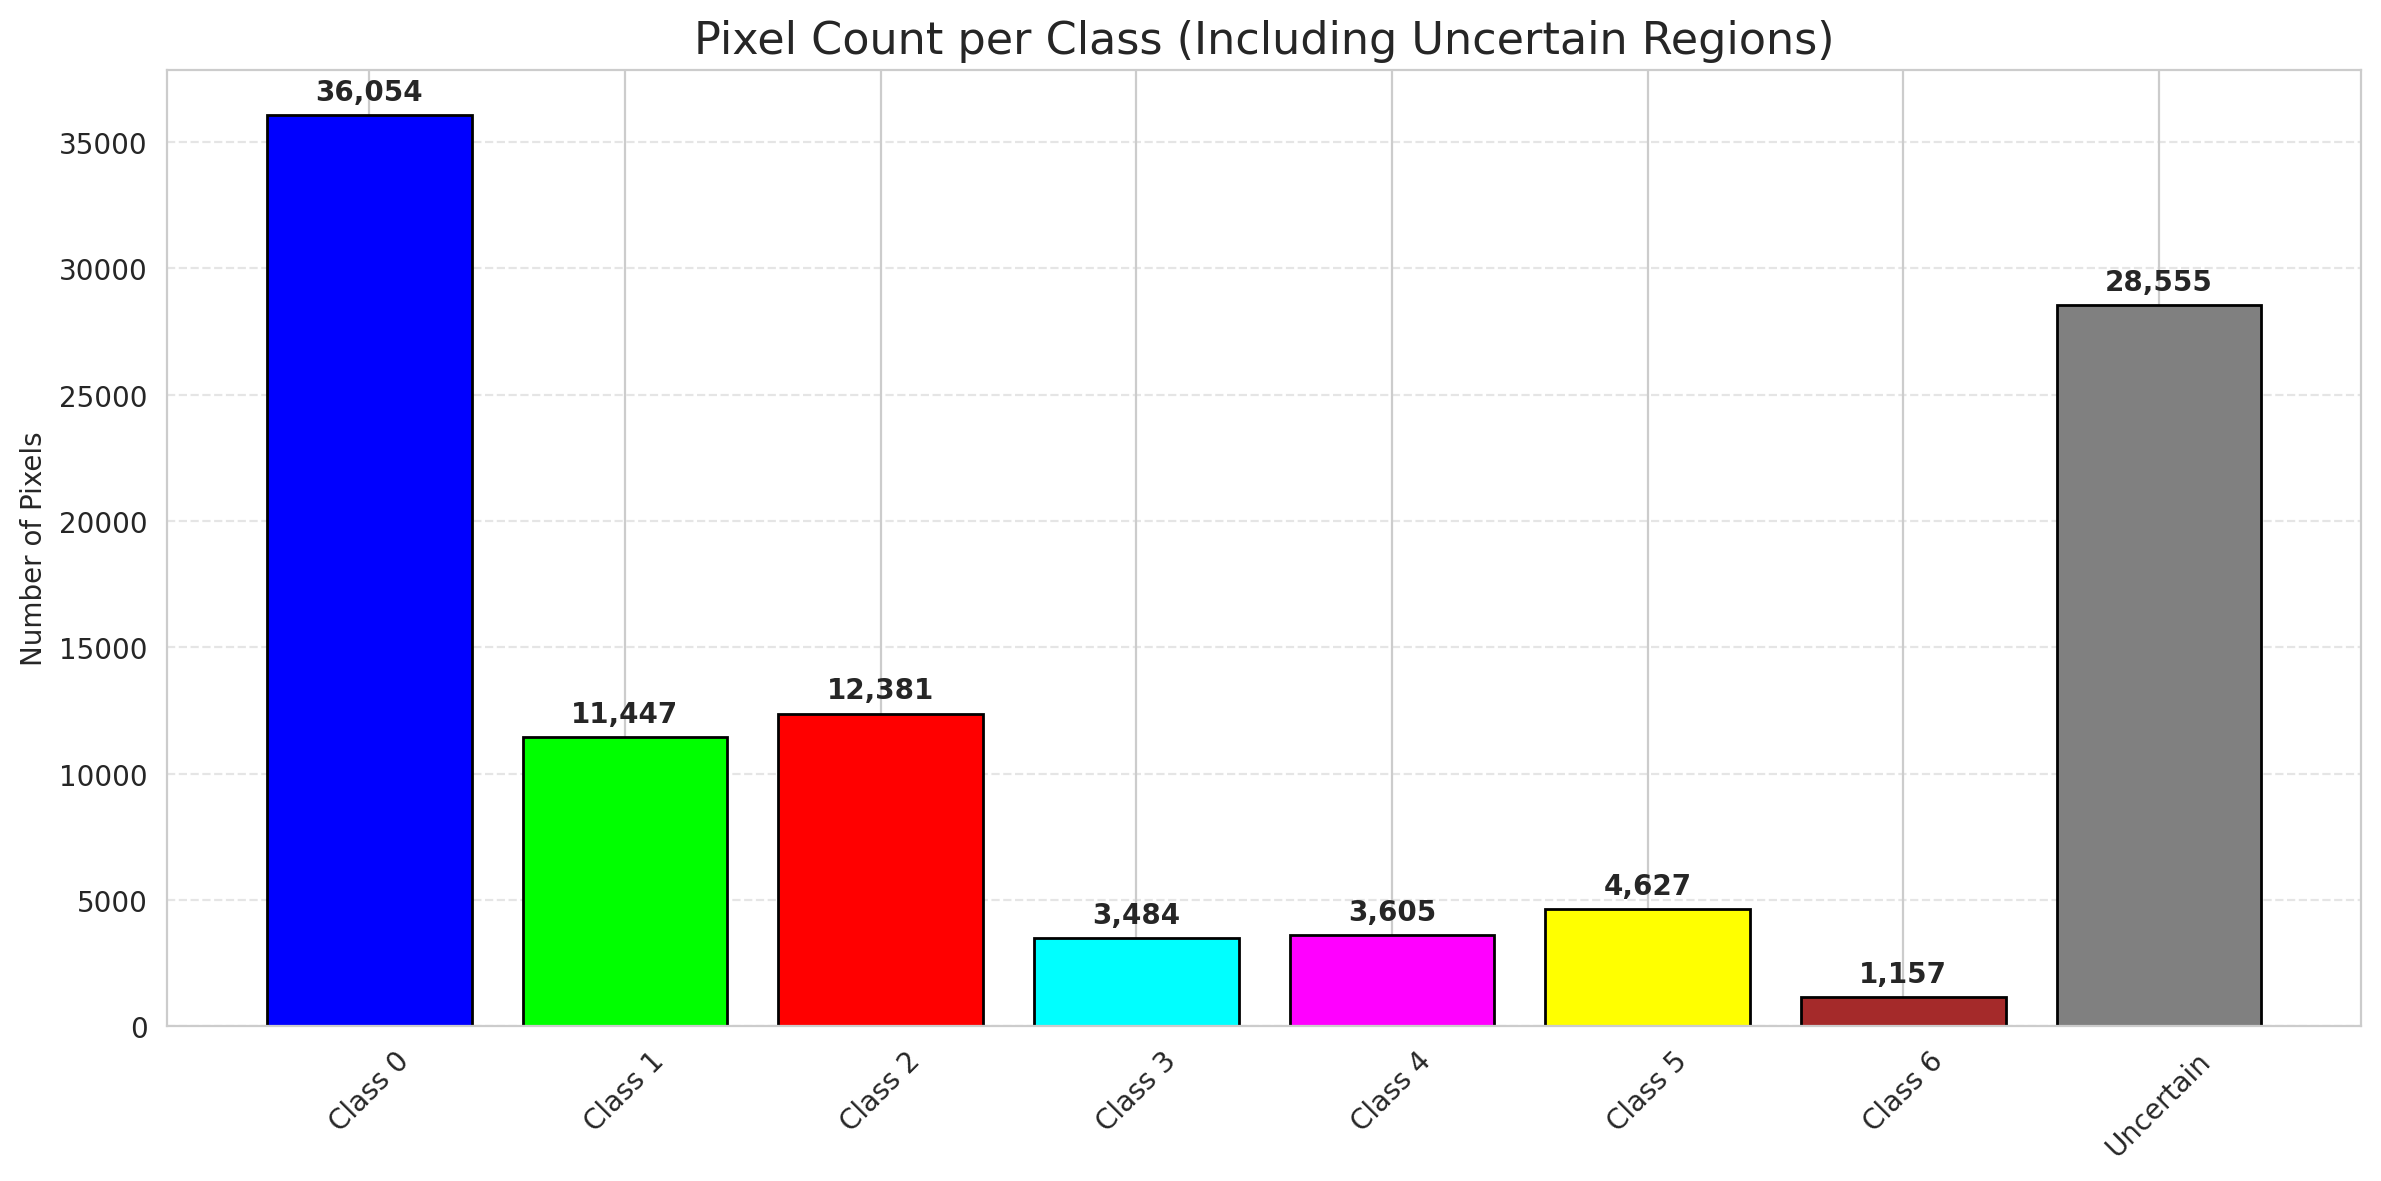 Pixel Count per Class (Including Uncertain Regions)
Number of Pixels
35000
30000
25000
20000
15000
10000
5000
0
36,054
11,447
12,381
3,484
3,605
4,627
1,157
28,555
Class 0
Class 1
Class 2
Class 3
Class 4
Class 5
Class 6
Uncertain